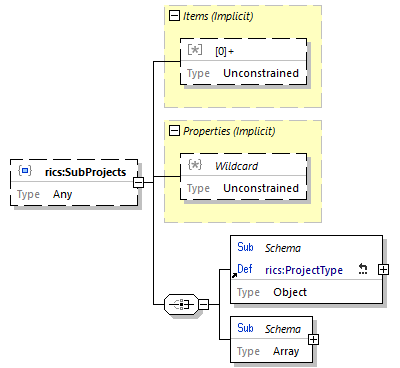 Items (Implicit)
[0]+
Type Unconstrained
Properties (Implicit)
Wildcard
Type Unconstrained
rics:SubProjects
Type Any
Sub Schema
Def rics:ProjectType
Type Object
Sub Schema
Type Array